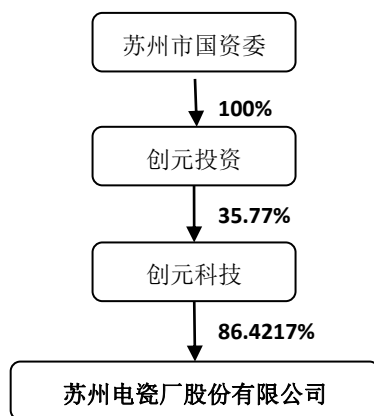 苏州市国资委
100%
创元投资
35.77%
创元科技
86.4217%
苏州电瓷厂股份有限公司